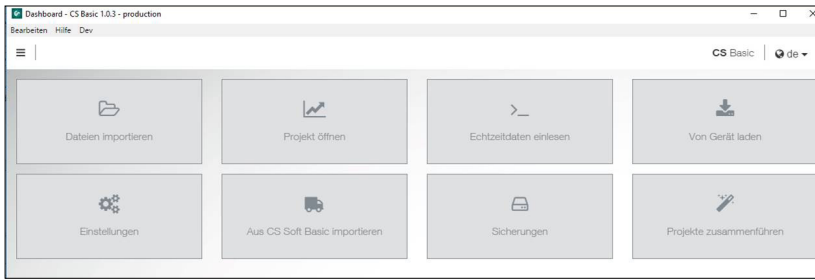 Dashboard - CS Basic 1.0.3 - production
Bearbeiten Hilfe Dev
CS Basic de
Dateien importieren Projekt öffnen Echtzeitdaten einlesen Von Gerät laden
Einstellungen Aus CS Soft Basic importieren Sicherungen Projekte zusammenführen